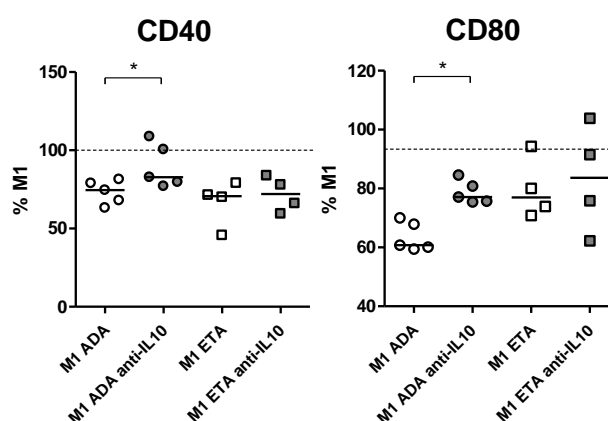 CD40
*
% M1
150
100
50
0
M1 ADA
M1 ADA anti-IL10
M1 ETA
M1 ETA anti-IL10
CD80
*
% M1
120
100
80
60
40
M1 ADA
M1 ADA anti-IL10
M1 ETA
M1 ETA anti-IL10